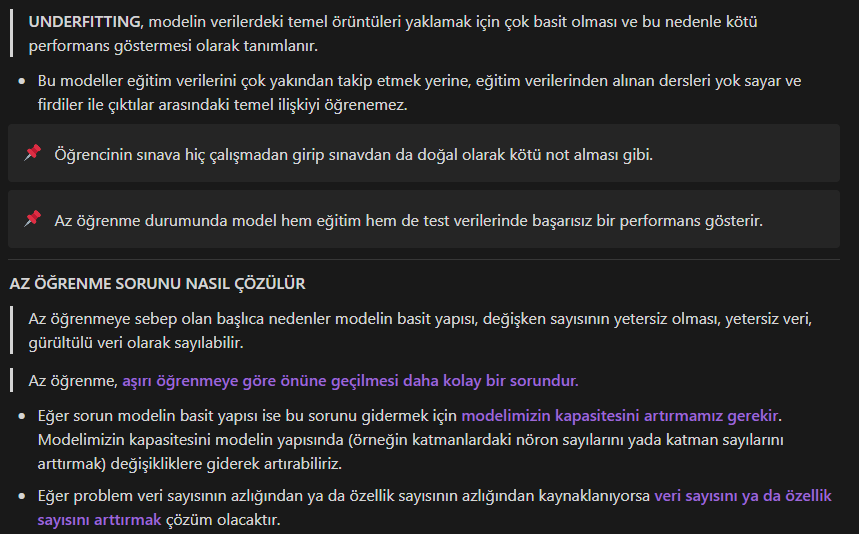 UNDERFITTING, modelin verilerdeki temel örüntüleri yaklamak için çok basit olması ve bu nedenle kötü
performans göstermesi olarak tanımlanır.
Bu modeller eğitim verilerini çok yakından takip etmek yerine, eğitim verilerinden alınan dersleri yok sayar ve
firdiler ile çıktılar arasındaki temel ilişkiyi öğrenemez.
Öğrencinin sınava hiç çalışmadan girip sınavdan da doğal olarak kötü not alması gibi.
Az öğrenme durumunda model hem eğitim hem de test verilerinde başarısız bir performans gösterir.
AZ ÖĞRENME SORUNU NASIL ÇÖZÜLÜR
Az öğrenmeye sebep olan başlıca nedenler modelin basit yapısı, değişken sayısının yetersiz olması, yetersiz veri,
gürültülü veri olarak sayılabilir.
Az öğrenme, aşırı öğrenmeye göre önüne geçilmesi daha kolay bir sorundur.
Eğer sorun modelin basit yapısı ise bu sorunu gidermek için modelimizin kapasitesini artırmamız gerekir.
Modelimizin kapasitesini modelin yapısında (örneğin katmanlardaki nöron sayılarını yada katman sayılarını
arttırmak) değişikliklere giderek artırabiliriz.
Eğer problem veri sayısının azlığından ya da özellik sayısının azlığından kaynaklanıyorsa veri sayısını ya da özellik
sayısını arttırmak çözüm olacaktır.